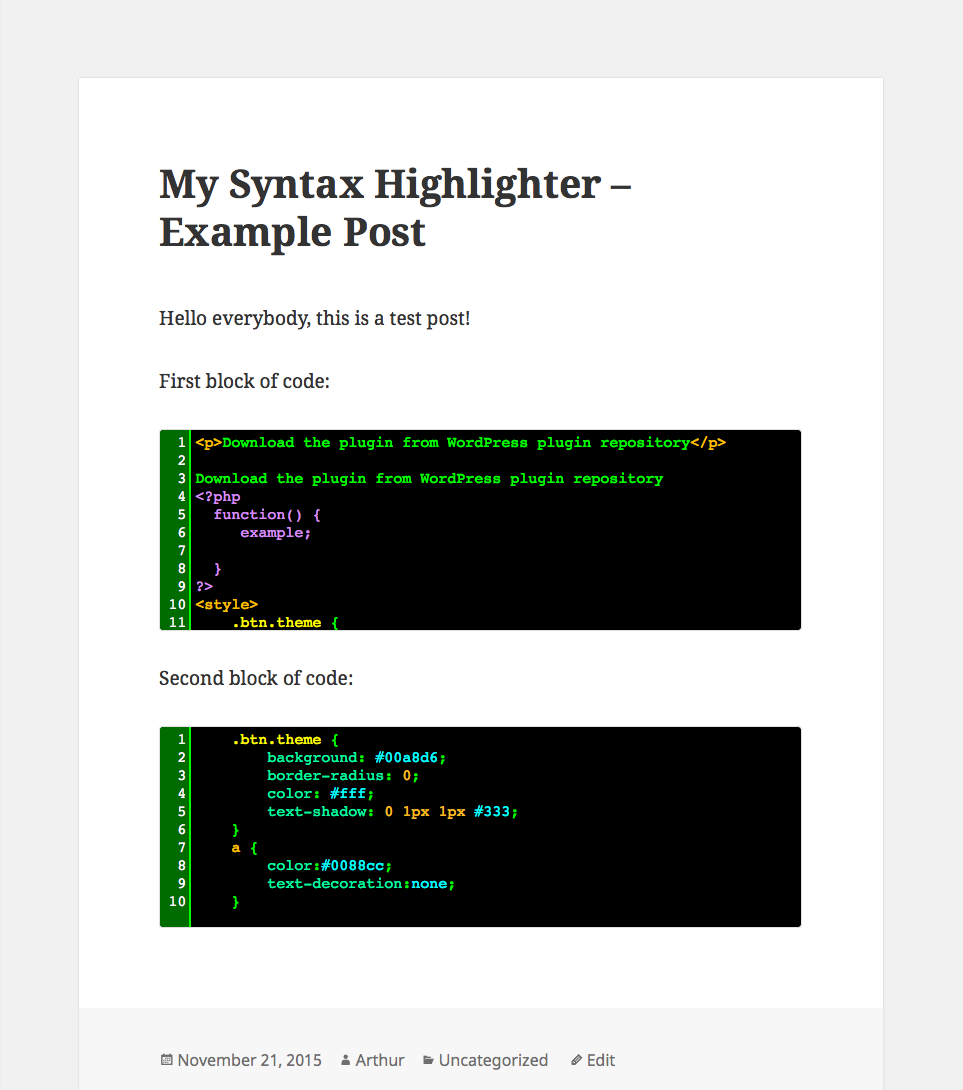 My Syntax Highlighter –
Example Post
Hello everybody, this is a test post!
First block of code:
1 <p>Download the plugin from WordPress plugin repository</p>
2
3 Download the plugin from WordPress plugin repository
4 <?php
5   function() {
6      example;
7
8   }
9 ?>
10 <style>
11     .btn.theme {
Second block of code:
1     .btn.theme {
2         background: #00a8d6;
3         border-radius: 0;
4         color: #fff;
5         text-shadow: 0 1px 1px #333;
6     }
7     a {
8         color:#0088cc;
9         text-decoration:none;
10     }
November 21, 2015 Arthur Uncategorized Edit